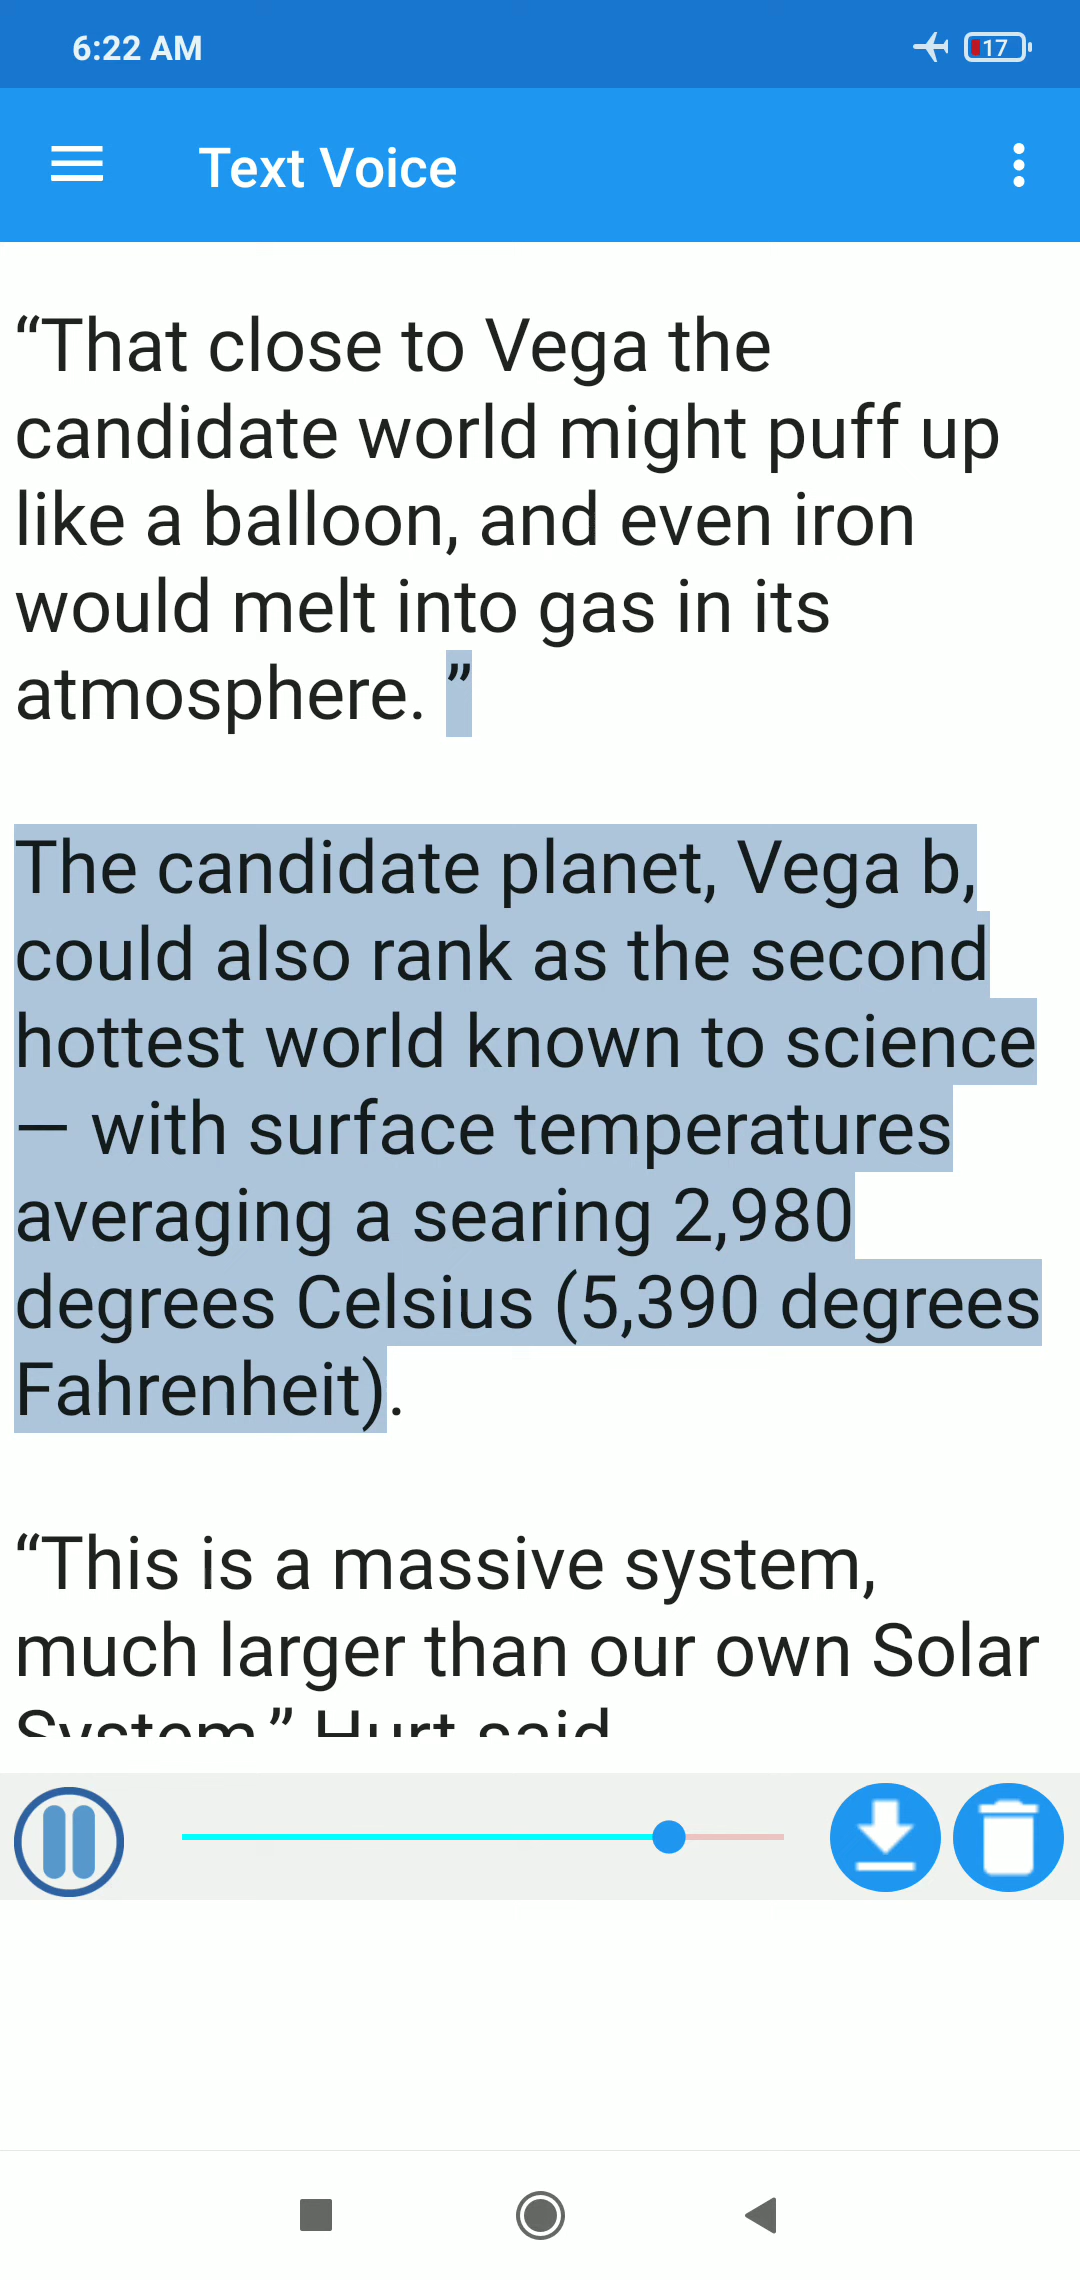 6:22 AM
17
Text Voice
“That close to Vega the
candidate world might puff up
like a balloon, and even iron
would melt into gas in its
atmosphere. ”
The candidate planet, Vega b,
could also rank as the second
hottest world known to science
— with surface temperatures
averaging a searing 2,980
degrees Celsius (5,390 degrees
Fahrenheit).
“This is a massive system,
much larger than our own Solar
System,” Hurt said